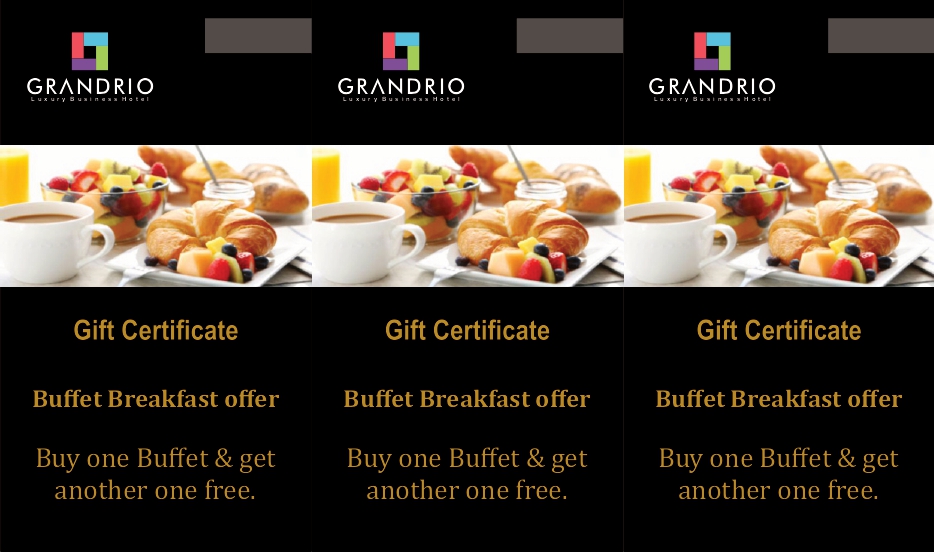 GRANDRIO
Luxury Business Hotel
Gift Certificate
Buffet Breakfast offer
Buy one Buffet & get
another one free.
GRANDRIO
Luxury Business Hotel
Gift Certificate
Buffet Breakfast offer
Buy one Buffet & get
another one free.
GRANDRIO
Luxury Business Hotel
Gift Certificate
Buffet Breakfast offer
Buy one Buffet & get
another one free.